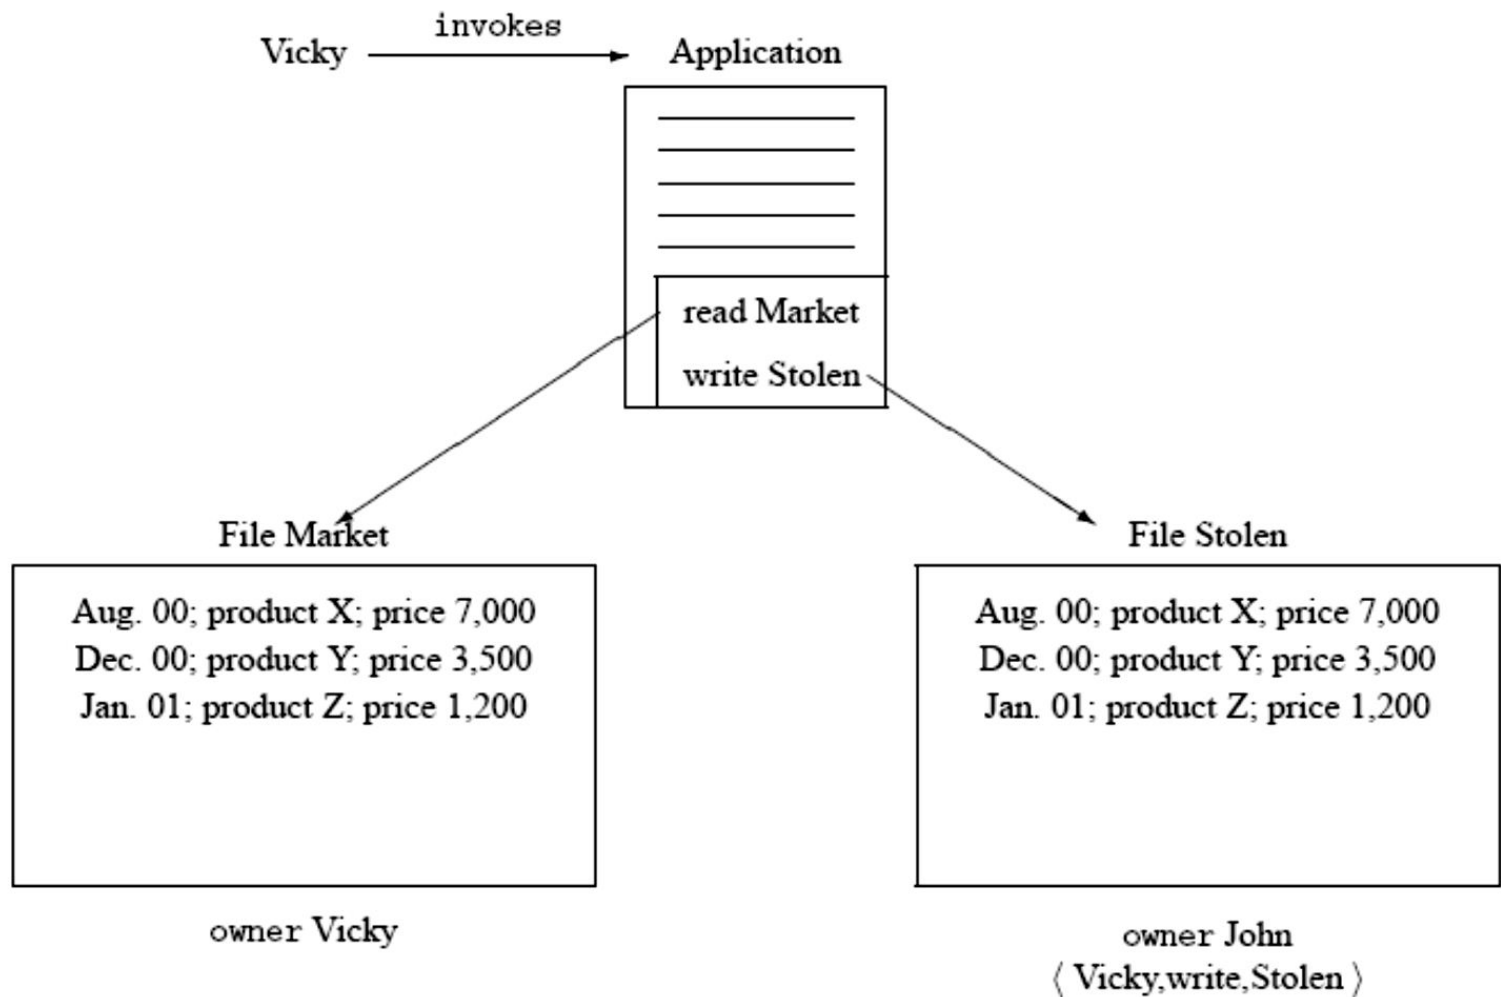 invokes
Vicky
Application
read Market
write Stolen
File Market
Aug. 00; product X; price 7,000
Dec. 00; product Y; price 3,500
Jan. 01; product Z; price 1,200
owner Vicky
File Stolen
Aug. 00; product X; price 7,000
Dec. 00; product Y; price 3,500
Jan. 01; product Z; price 1,200
owner John
⟨ Vicky,write,Stolen ⟩